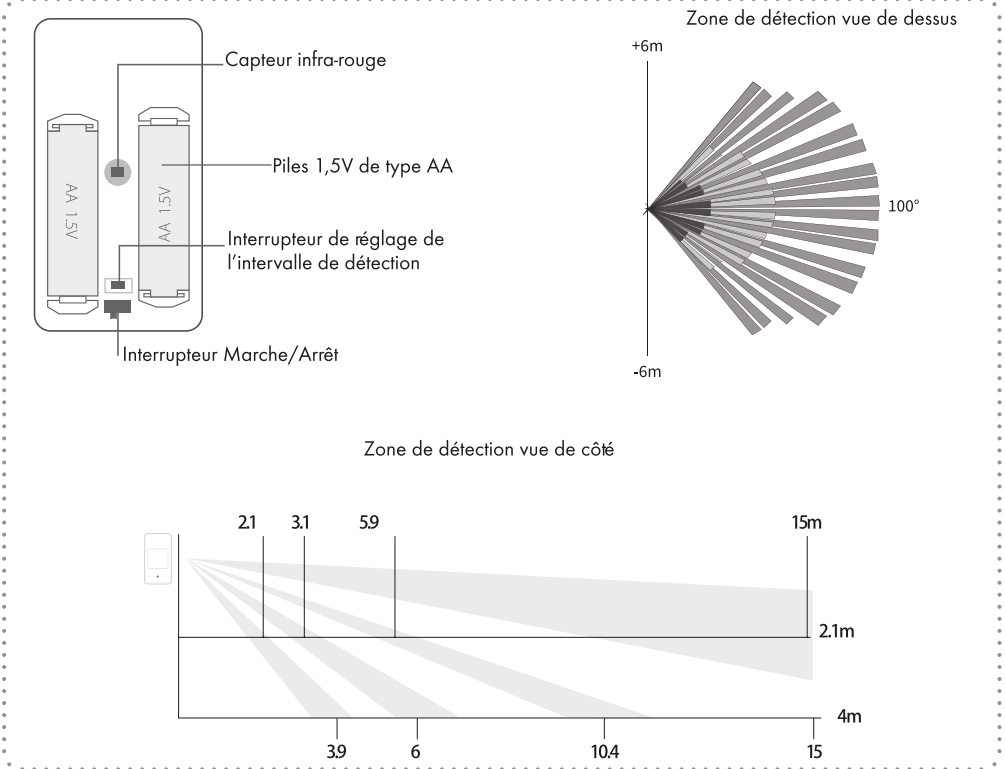 Zone de détection vue de dessus
+6m
Capteur infra-rouge
Piles 1,5V de type AA
AA 1.5V
AA 1.5V
100°
Interrupteur de réglage de
l'intervalle de détection
Interrupteur Marche/Arrêt
-6m
Zone de détection vue de côté
2.1 3.1 5.9 15m
2.1m
4m
3.9 6 10.4 15